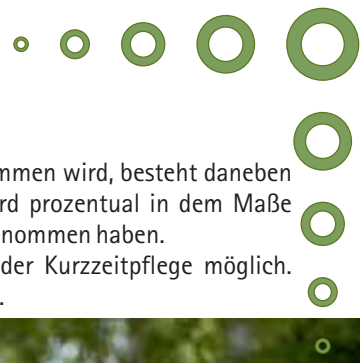 mmen wird, besteht daneben
rd prozentual in dem Maße
nommen haben.
der Kurzzeitpflege möglich.
.